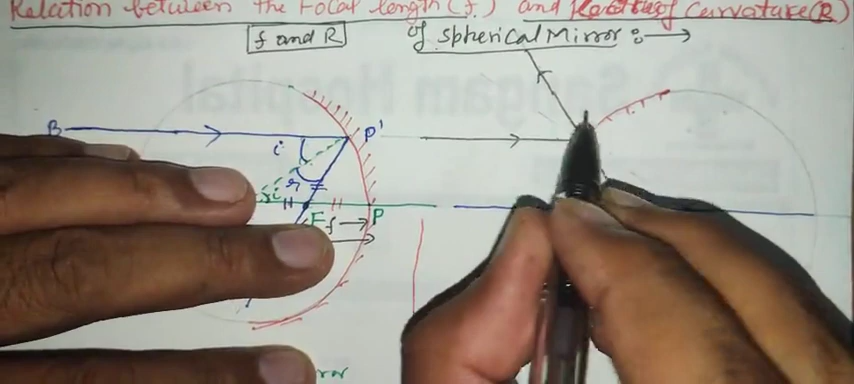 Relation between the Focal length (f) and Radius of Curvature (R)
f and R of spherical Mirror :→
B P'
i
r
i
F f P